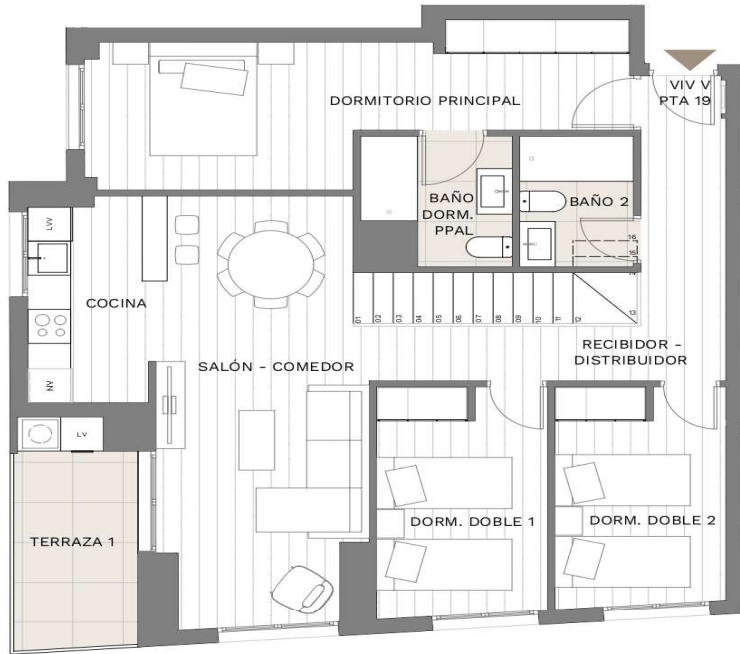 VIV V
PTA 19
DORMITORIO PRINCIPAL
BAÑO
DORM.
PPAL
BAÑO 2
LVV
COCINA
NV
01
02
03
04
05
06
07
08
09
10
11
12
13
16
RECIBIDOR -
DISTRIBUIDOR
SALÓN - COMEDOR
LV
TERRAZA 1
DORM. DOBLE 1
DORM. DOBLE 2